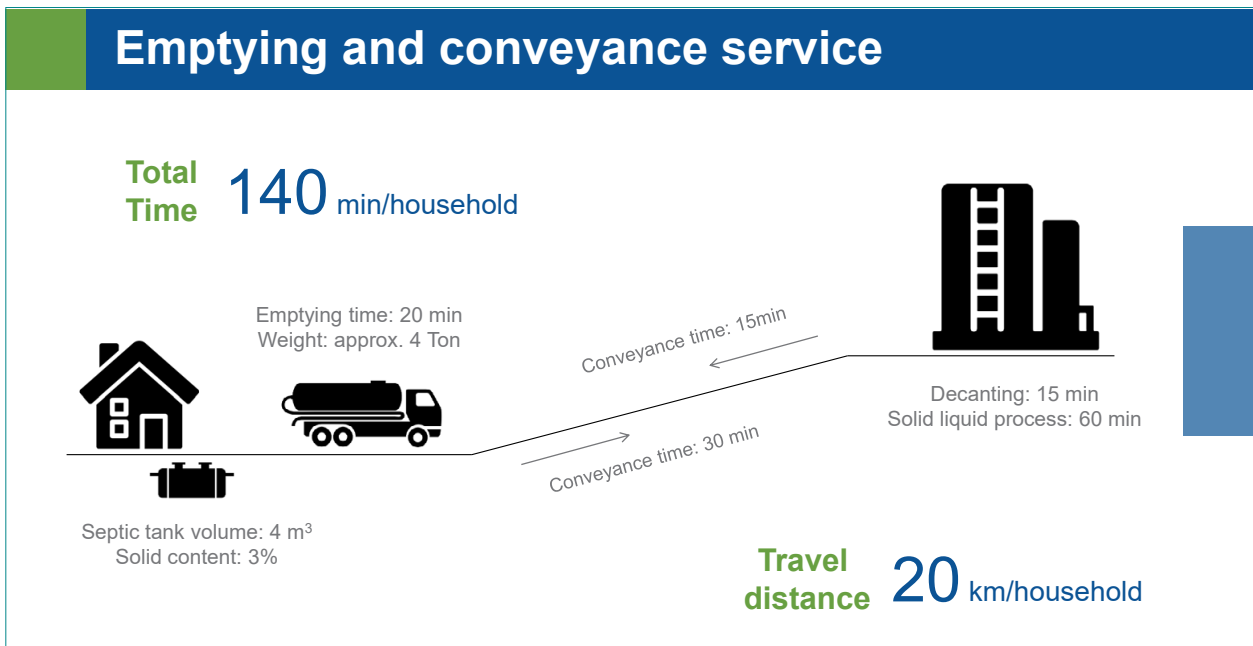 Emptying and conveyance service
Total
Time
140 min/household
Emptying time: 20 min
Weight: approx. 4 Ton
Conveyance time: 15min
Conveyance time: 30 min
Decanting: 15 min
Solid liquid process: 60 min
Septic tank volume: 4 m³
Solid content: 3%
Travel
distance
20 km/household